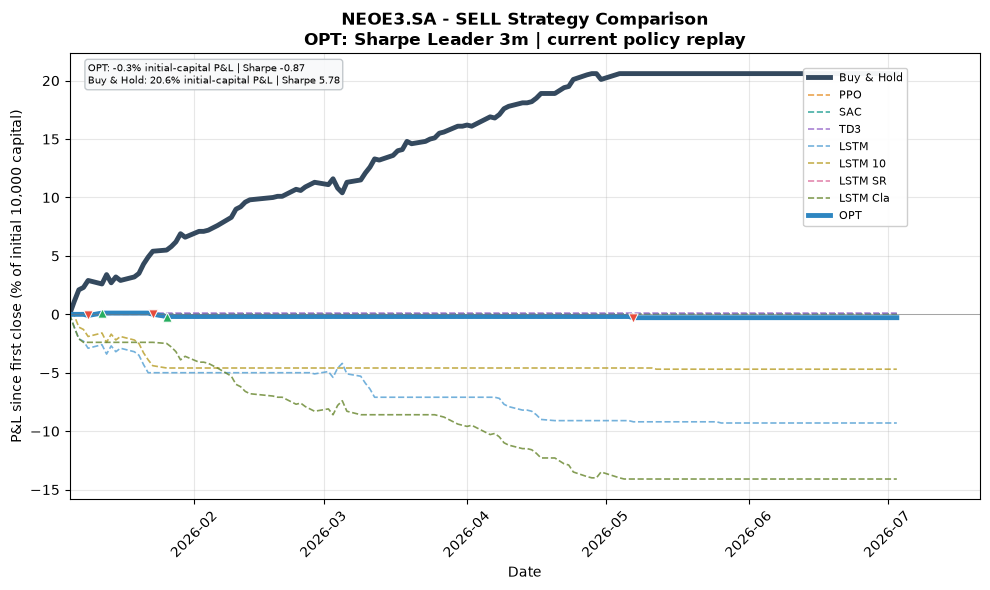 NEOE3.SA - SELL Strategy Comparison
OPT: Sharpe Leader 3m | current policy replay
OPT: -0.3% initial-capital P&L | Sharpe -0.87
Buy & Hold: 20.6% initial-capital P&L | Sharpe 5.78
Buy & Hold
PPO
SAC
TD3
LSTM
LSTM 10
LSTM SR
LSTM Cla
OPT
P&L since first close (% of initial 10,000 capital)
20
15
10
5
0
−5
−10
−15
2026-02
2026-03
2026-04
2026-05
2026-06
2026-07
Date